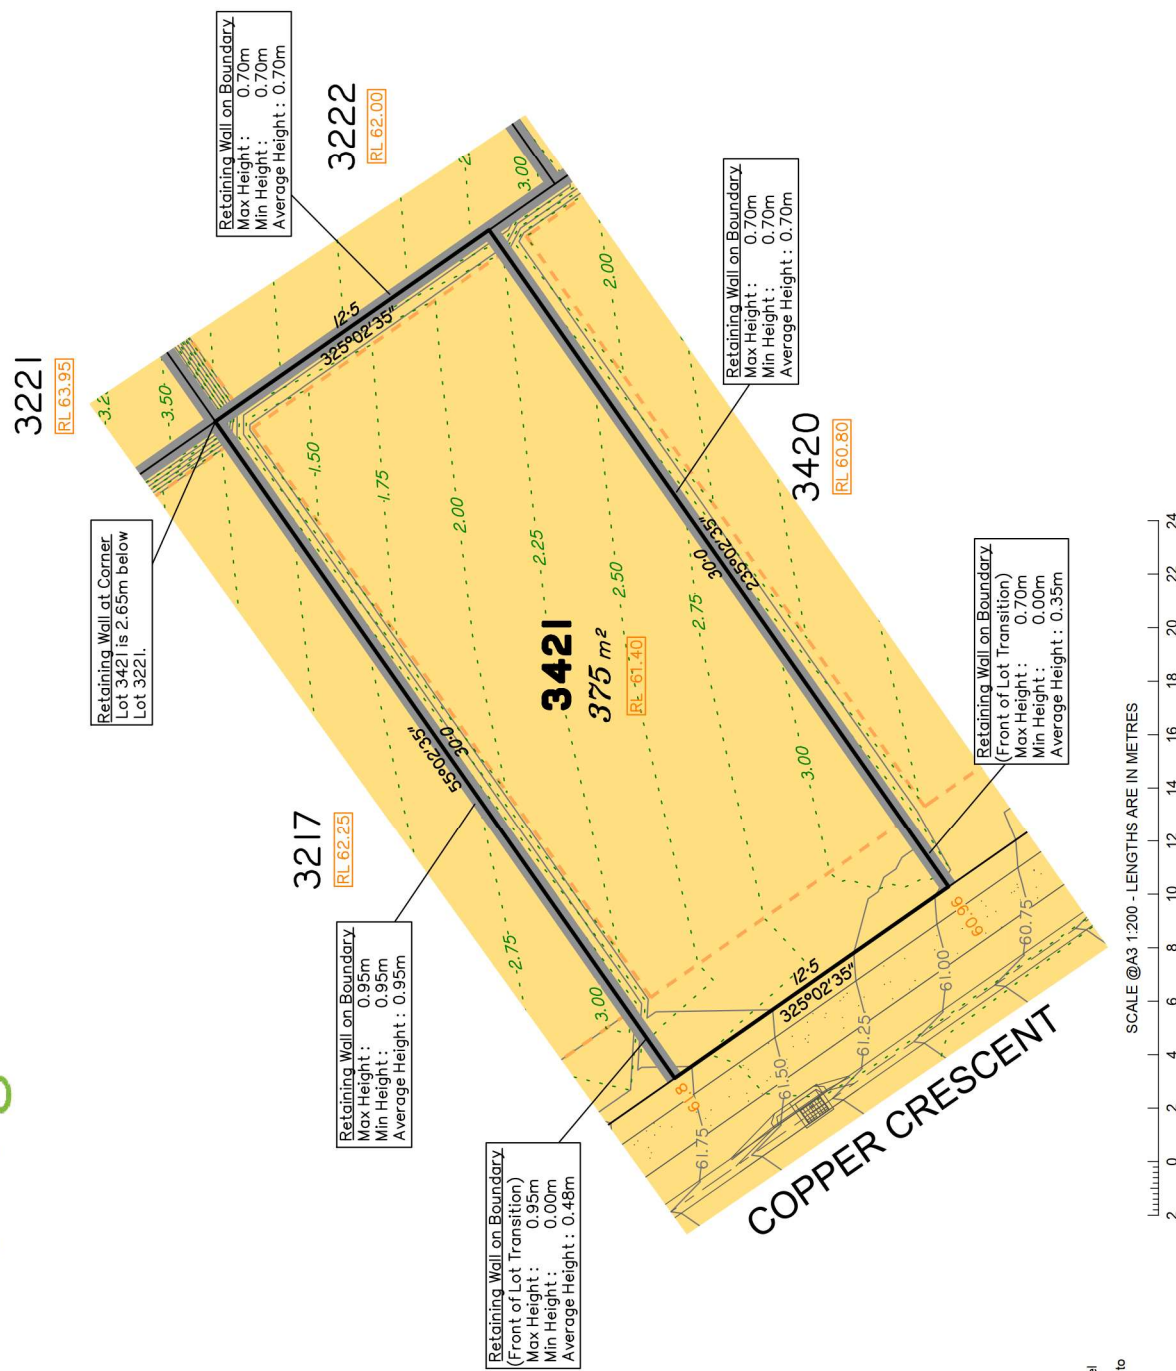 3221
RL 63.95
Retaining Wall on Boundary
Max Height : 0.70m
Min Height : 0.70m
Average Height : 0.70m
3222
RL 62.00
3.50
3.00
Retaining Wall at Corner
Lot 3421 is 2.65m below
Lot 3221.
12·5
325°02'35"
1.50
1.75
2.00
2.25
2.50
2.75
3.00
2.00
Retaining Wall on Boundary
Max Height : 0.70m
Min Height : 0.70m
Average Height : 0.70m
3420
RL 60.80
30·0
235°02'35"
3421
375 m²
RL 61.40
55°02'35"
30·0
3217
RL 62.25
Retaining Wall on Boundary
Max Height : 0.95m
Min Height : 0.95m
Average Height : 0.95m
2.75
3.00
Retaining Wall on Boundary
(Front of Lot Transition)
Max Height : 0.70m
Min Height : 0.00m
Average Height : 0.35m
12·5
325°02'35"
60.96
60.75
61.00
61.25
61.50
61.75
Retaining Wall on Boundary
(Front of Lot Transition)
Max Height : 0.95m
Min Height : 0.00m
Average Height : 0.48m
COPPER CRESCENT
SCALE @A3 1:200 - LENGTHS ARE IN METRES
2 0 2 4 6 8 10 12 14 16 18 20 22 24
to